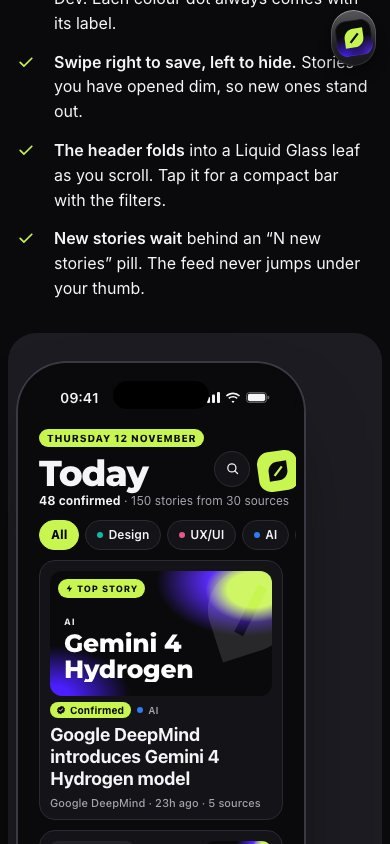 Dev. Each colour dot always comes with
its label.
Swipe right to save, left to hide. Stories
you have opened dim, so new ones stand
out.
The header folds into a Liquid Glass leaf
as you scroll. Tap it for a compact bar
with the filters.
New stories wait behind an “N new
stories” pill. The feed never jumps under
your thumb.
09:41
THURSDAY 12 NOVEMBER
Today
48 confirmed · 150 stories from 30 sources
All
Design
UX/UI
AI
TOP STORY
AI
Gemini 4
Hydrogen
Confirmed
AI
Google DeepMind
introduces Gemini 4
Hydrogen model
Google DeepMind · 23h ago · 5 sources